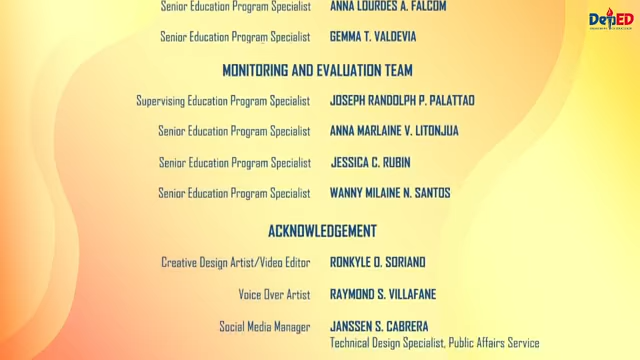 Senior Education Program Specialist ANNA LOURDES A. FALCOM
DepED
Senior Education Program Specialist GEMMA T. VALDEVIA
MONITORING AND EVALUATION TEAM
Supervising Education Program Specialist JOSEPH RANDOLPH P. PALATTAO
Senior Education Program Specialist ANNA MARLAINE V. LITONJUA
Senior Education Program Specialist JESSICA C. RUBIN
Senior Education Program Specialist WANNY MILAINE N. SANTOS
ACKNOWLEDGEMENT
Creative Design Artist/Video Editor RONKYLE O. SORIANO
Voice Over Artist RAYMOND S. VILLAFANE
Social Media Manager JANSSEN S. CABRERA
Technical Design Specialist, Public Affairs Service